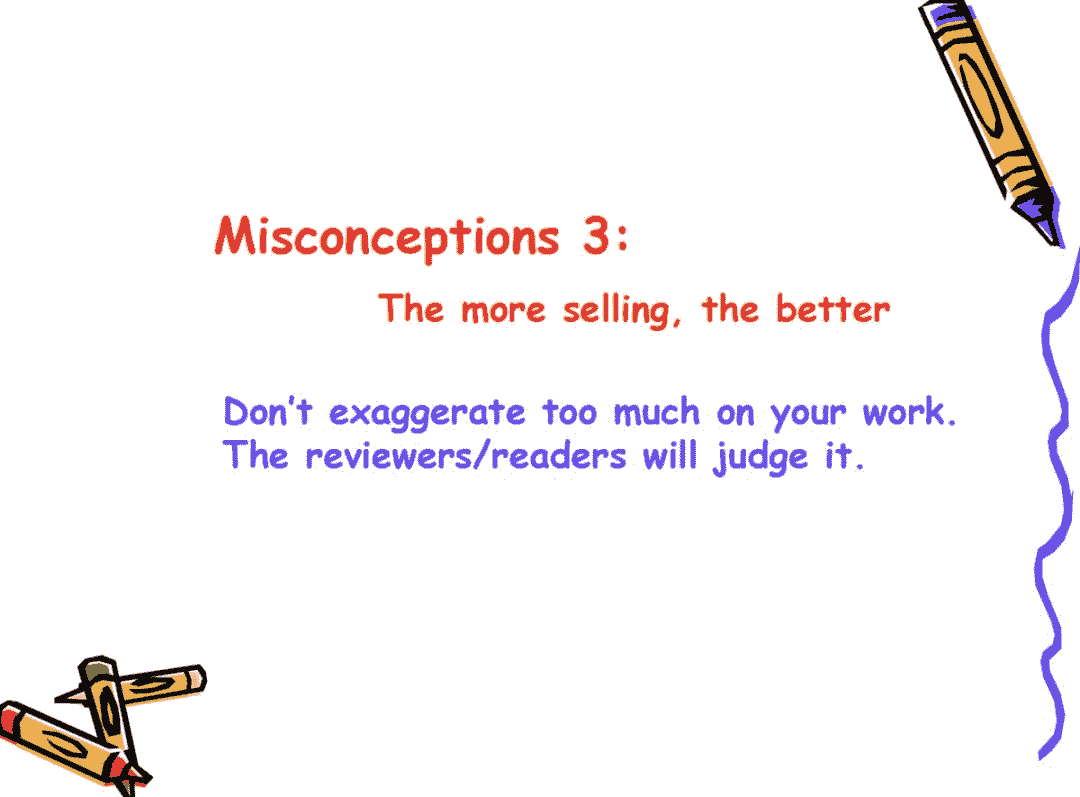 Misconceptions 3:
The more selling, the better
Don't exaggerate too much on your work.
The reviewers/readers will judge it.